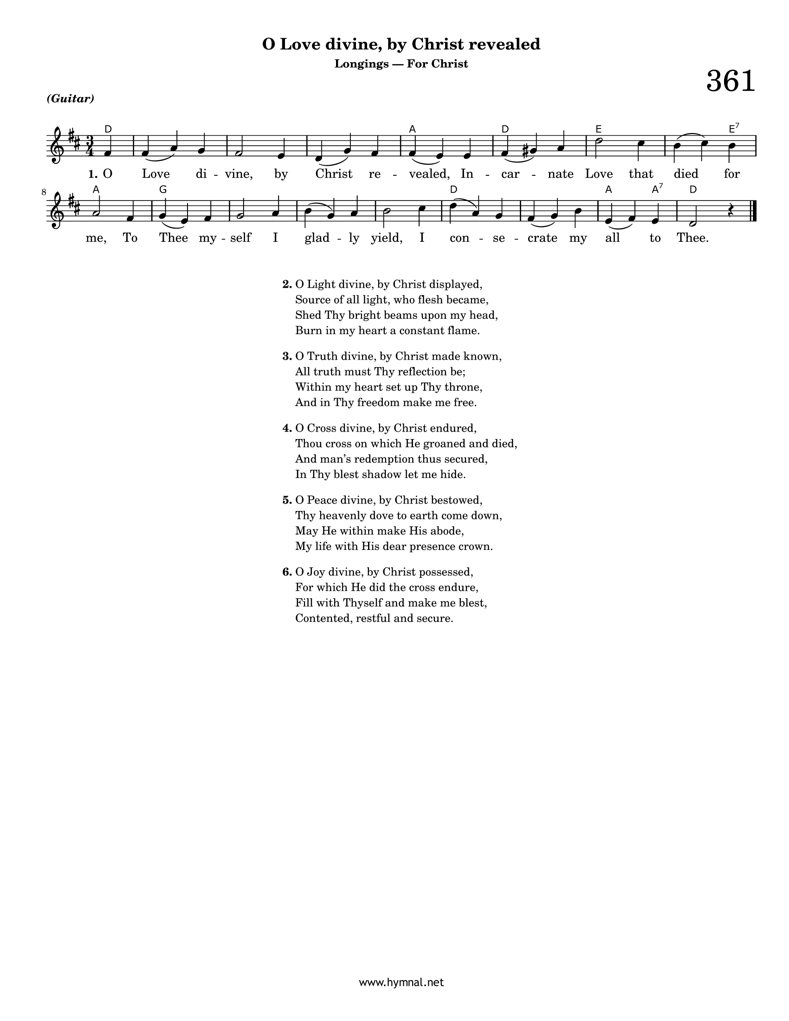 O Love divine, by Christ revealed
Longings — For Christ
361
(Guitar)
D A D E E7
3
4
1. O Love di - vine, by Christ re - vealed, In - car - nate Love that died for
8
A G D A A7 D
me, To Thee my - self I glad - ly yield, I con - se - crate my all to Thee.
2. O Light divine, by Christ displayed,
Source of all light, who flesh became,
Shed Thy bright beams upon my head,
Burn in my heart a constant flame.
3. O Truth divine, by Christ made known,
All truth must Thy reflection be;
Within my heart set up Thy throne,
And in Thy freedom make me free.
4. O Cross divine, by Christ endured,
Thou cross on which He groaned and died,
And man's redemption thus secured,
In Thy blest shadow let me hide.
5. O Peace divine, by Christ bestowed,
Thy heavenly dove to earth come down,
May He within make His abode,
My life with His dear presence crown.
6. O Joy divine, by Christ possessed,
For which He did the cross endure,
Fill with Thyself and make me blest,
Contented, restful and secure.
www.hymnal.net